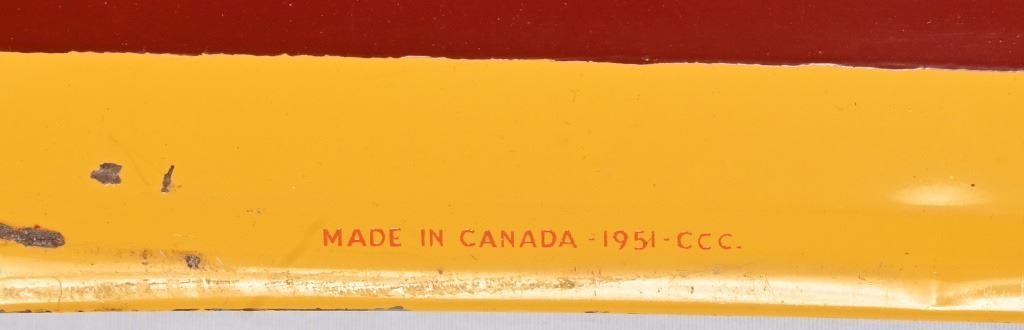 MADE IN CANADA -1951-CCC.